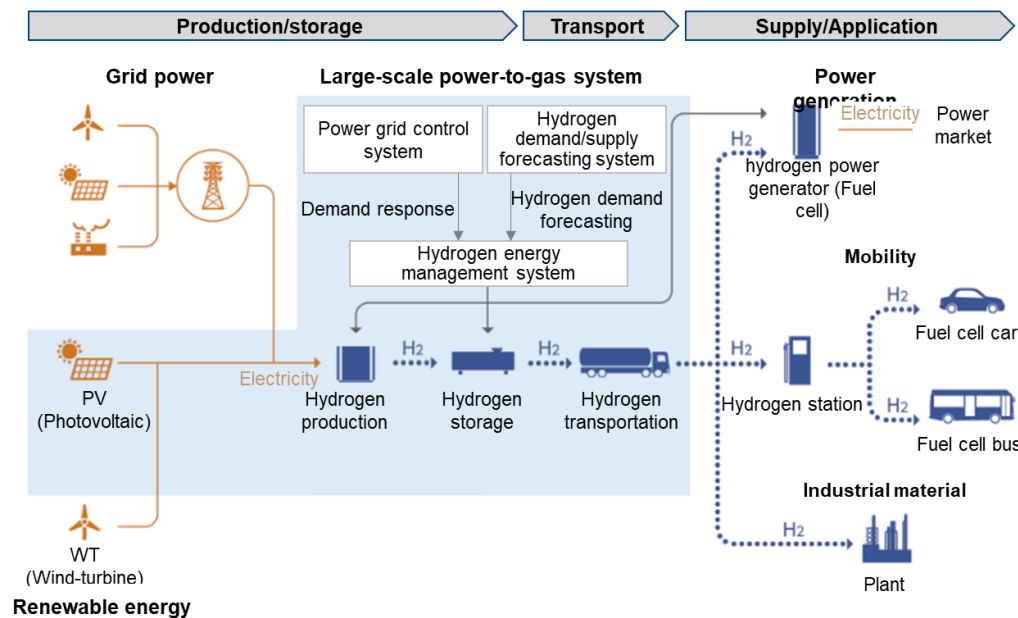 Production/storage
Transport
Supply/Application
Grid power
Large-scale power-to-gas system
Power
generation
Power grid control
system
Hydrogen
demand/supply
forecasting system
Electricity
Power
market
H2
hydrogen power
generator (Fuel
cell)
Demand response
Hydrogen demand
forecasting
Hydrogen energy
management system
Mobility
H2
Fuel cell car
H2
H2
H2
Electricity
PV
(Photovoltaic)
Hydrogen
production
Hydrogen
storage
Hydrogen
transportation
Hydrogen station
H2
Fuel cell bus
Industrial material
H2
Plant
WT
(Wind-turbine)
Renewable energy